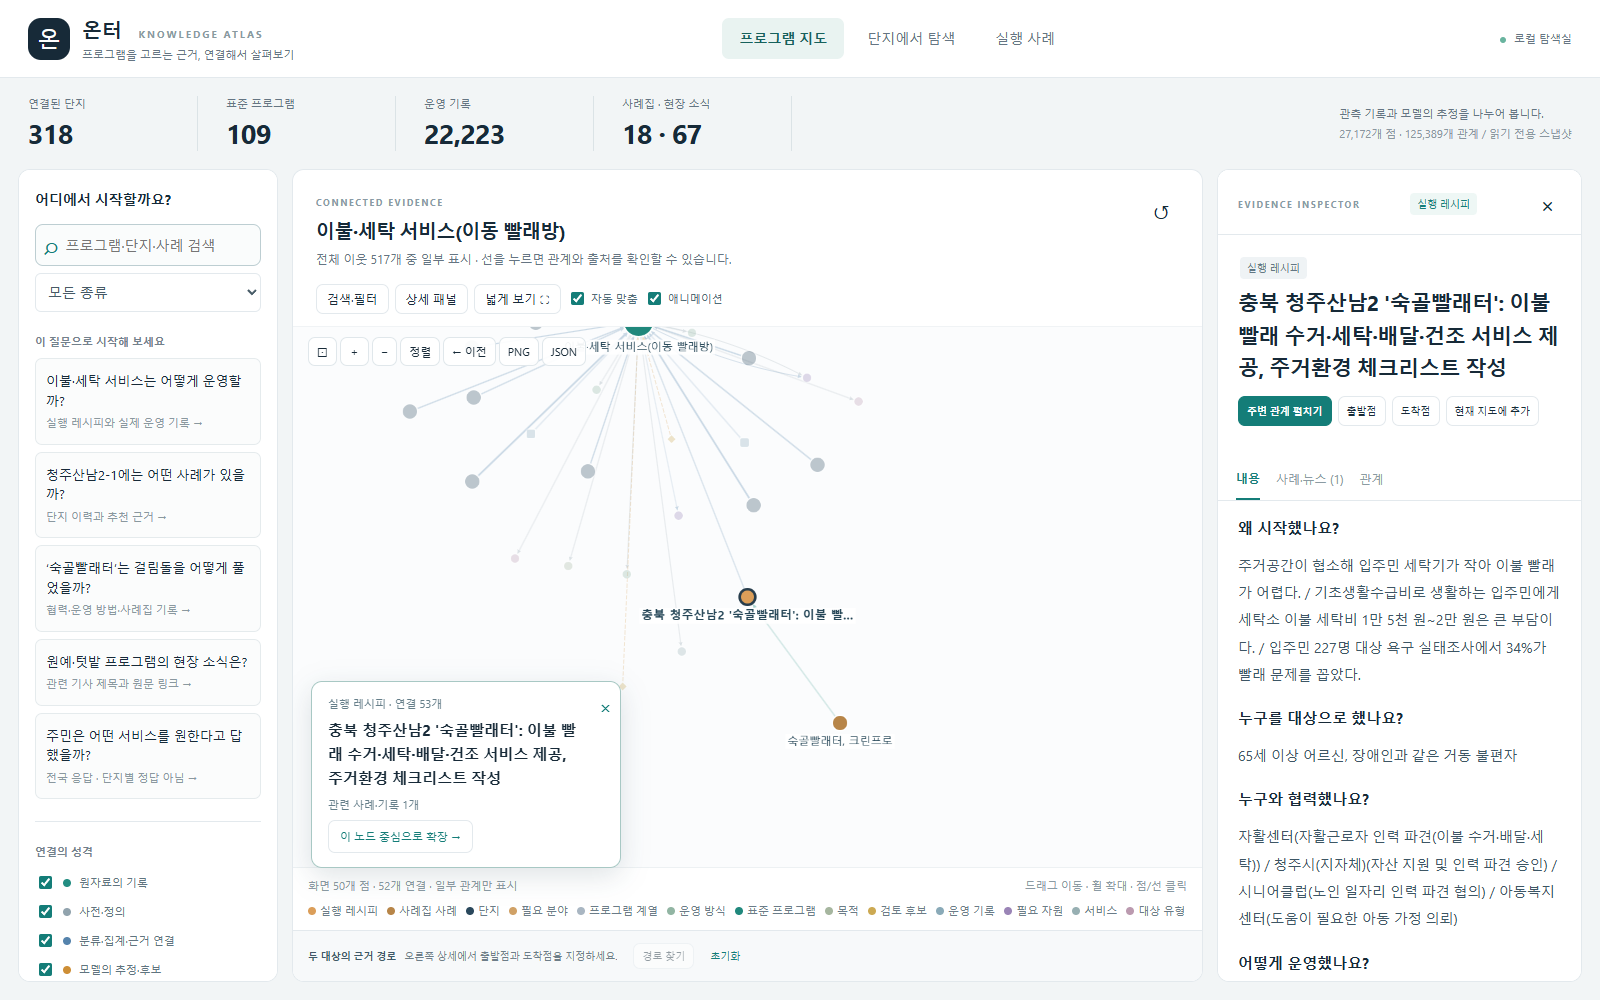 온
온터 KNOWLEDGE ATLAS
프로그램을 고르는 근거, 연결해서 살펴보기
프로그램 지도
단지에서 탐색
실행 사례
로컬 탐색실
연결된 단지
318
표준 프로그램
109
운영 기록
22,223
사례집 · 현장 소식
18 · 67
관측 기록과 모델의 추정을 나누어 봅니다.
27,172개 점 · 125,389개 관계 / 읽기 전용 스냅샷
어디에서 시작할까요?
프로그램·단지·사례 검색
모든 종류
이 질문으로 시작해 보세요
이불·세탁 서비스는 어떻게 운영할
까?
실행 레시피와 실제 운영 기록 →
청주산남2-1에는 어떤 사례가 있을
까?
단지 이력과 추천 근거 →
‘숙골빨래터’는 걸림돌을 어떻게 풀
었을까?
협력·운영 방법·사례집 기록 →
원예·텃밭 프로그램의 현장 소식은?
관련 기사 제목과 원문 링크 →
주민은 어떤 서비스를 원한다고 답
했을까?
전국 응답 · 단지별 정답 아님 →
연결의 성격
원자료의 기록
사전·정의
분류·집계·근거 연결
모델의 추정·후보
CONNECTED EVIDENCE
이불·세탁 서비스(이동 빨래방)
전체 이웃 517개 중 일부 표시 · 선을 누르면 관계와 출처를 확인할 수 있습니다.
검색·필터
상세 패널
넓게 보기
자동 맞춤
애니메이션
+
−
정렬
← 이전
PNG
JSON
·세탁 서비스(이동 빨래방)
충북 청주산남2 '숙골빨래터': 이불 빨...
숙골빨래터, 크린프로
실행 레시피 · 연결 53개
×
충북 청주산남2 '숙골빨래터': 이불 빨
래 수거·세탁·배달·건조 서비스 제공,
주거환경 체크리스트 작성
관련 사례·기록 1개
이 노드 중심으로 확장 →
화면 50개 점 · 52개 연결 · 일부 관계만 표시
드래그 이동 · 휠 확대 · 점/선 클릭
실행 레시피 사례집 사례 단지 필요 분야 프로그램 계열 운영 방식 표준 프로그램 목적 검토 후보 운영 기록 필요 자원 서비스 대상 유형
두 대상의 근거 경로 오른쪽 상세에서 출발점과 도착점을 지정하세요.
경로 찾기
초기화
EVIDENCE INSPECTOR
실행 레시피
×
실행 레시피
충북 청주산남2 '숙골빨래터': 이불
빨래 수거·세탁·배달·건조 서비스 제
공, 주거환경 체크리스트 작성
주변 관계 펼치기
출발점
도착점
현재 지도에 추가
내용
사례·뉴스 (1)
관계
왜 시작했나요?
주거공간이 협소해 입주민 세탁기가 작아 이불 빨래
가 어렵다. / 기초생활수급비로 생활하는 입주민에게
세탁소 이불 세탁비 1만 5천 원~2만 원은 큰 부담이
다. / 입주민 227명 대상 욕구 실태조사에서 34%가
빨래 문제를 꼽았다.
누구를 대상으로 했나요?
65세 이상 어르신, 장애인과 같은 거동 불편자
누구와 협력했나요?
자활센터(자활근로자 인력 파견(이불 수거·배달·세
탁)) / 청주시(지자체)(자산 지원 및 인력 파견 승인) /
시니어클럽(노인 일자리 인력 파견 협의) / 아동복지
센터(도움이 필요한 아동 가정 의뢰)
어떻게 운영했나요?